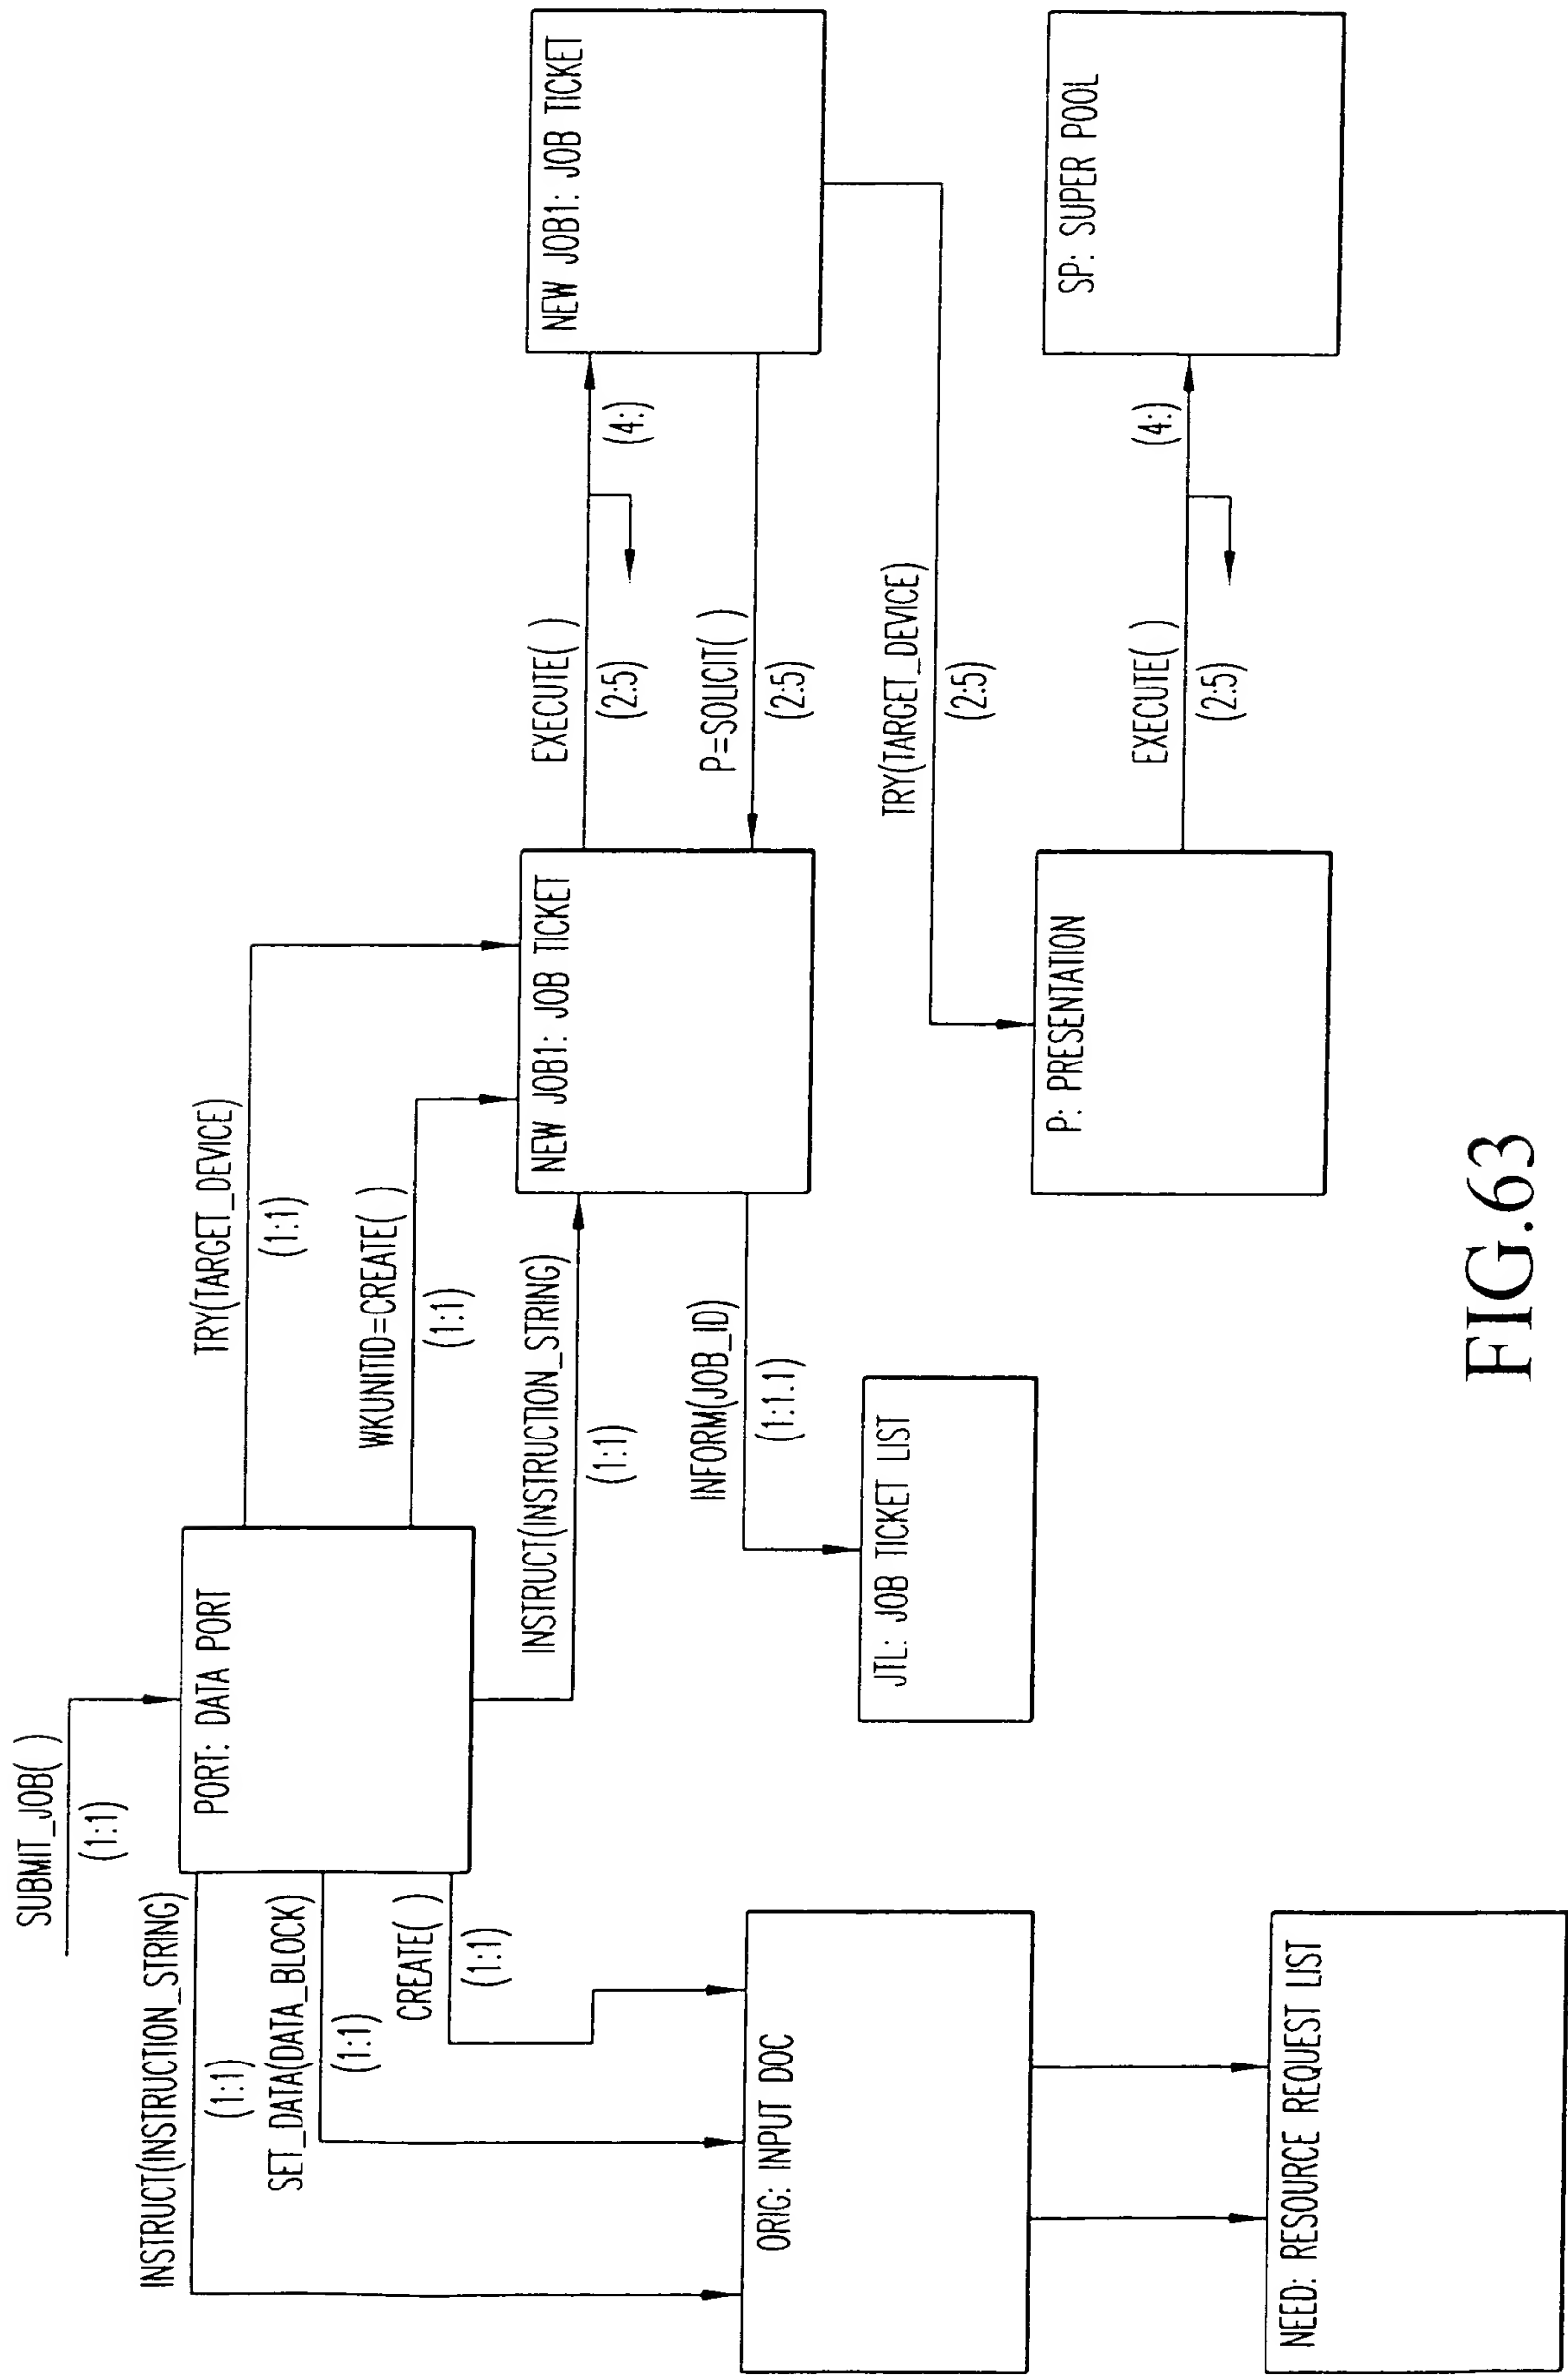 SUBMIT_JOB( )
(1:1)
INSTRUCT(INSTRUCTION_STRING)
(1:1)
SET_DATA(DATA_BLOCK)
(1:1)
CREATE( )
(1:1)
PORT: DATA PORT
TRY(TARGET_DEVICE)
(1:1)
WKUNITID=CREATE( )
(1:1)
INSTRUCT(INSTRUCTION_STRING)
(1:1)
NEW JOB1: JOB TICKET
EXECUTE( )
(2:5)
(4:)
P=SOLICIT( )
(2:5)
NEW JOB1: JOB TICKET
INFORM(JOB_ID)
(1:1.1)
JTL: JOB TICKET LIST
TRY(TARGET_DEVICE)
(2:5)
ORIG: INPUT DOC
P: PRESENTATION
EXECUTE( )
(2:5)
(4:)
SP: SUPER POOL
NEED: RESOURCE REQUEST LIST
FIG.63